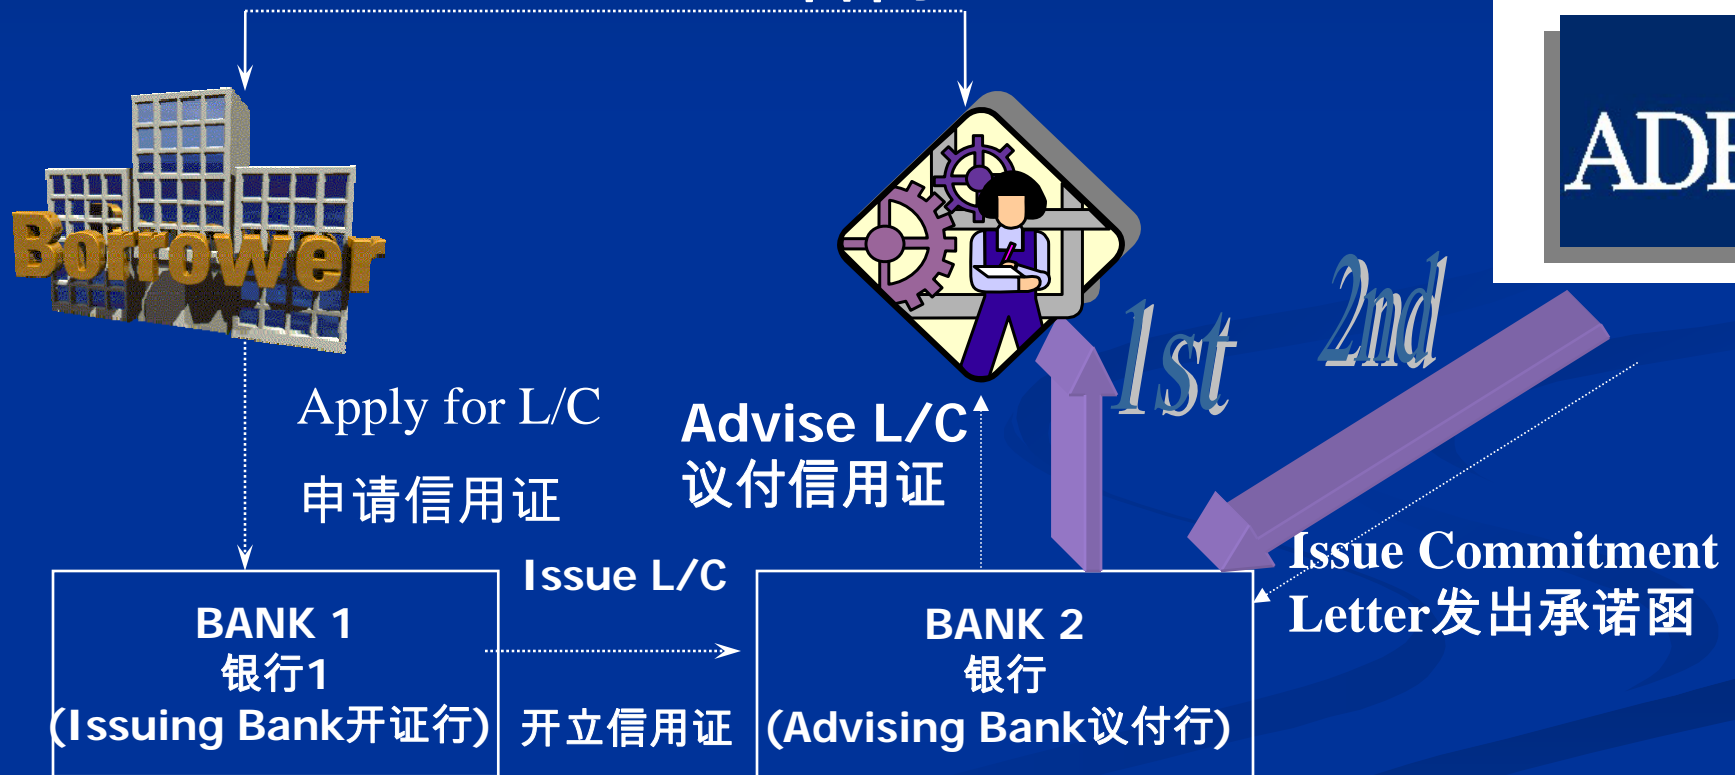 ADB
Borrower
1st
2nd
Apply for L/C
申请信用证
Advise L/C
议付信用证
Issue L/C
开立信用证
Issue Commitment
Letter发出承诺函
BANK 1
银行1
(Issuing Bank开证行)
BANK 2
银行
(Advising Bank议付行)